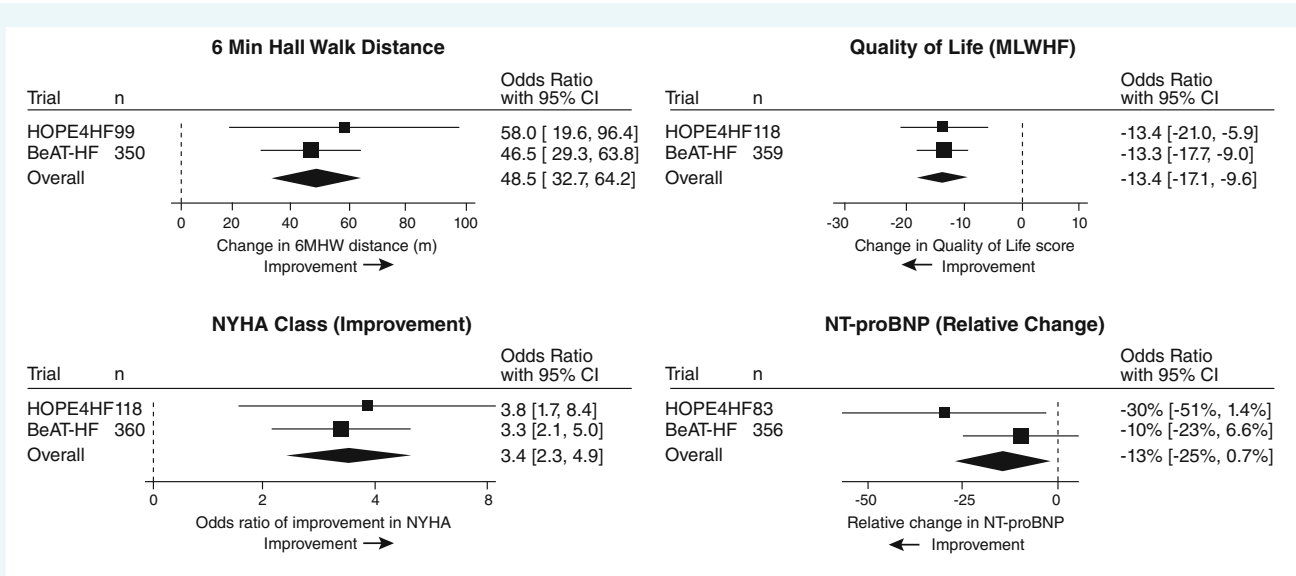 6 Min Hall Walk Distance
Trial n Odds Ratio with 95% CI
HOPE4HF 99 58.0 [ 19.6, 96.4]
BeAT-HF 350 46.5 [ 29.3, 63.8]
Overall 48.5 [ 32.7, 64.2]
0 20 40 60 80 100
Change in 6MHW distance (m)
Improvement
Quality of Life (MLWHF)
Trial n Odds Ratio with 95% CI
HOPE4HF 118 -13.4 [-21.0, -5.9]
BeAT-HF 359 -13.3 [-17.7, -9.0]
Overall -13.4 [-17.1, -9.6]
-30 -20 -10 0 10
Change in Quality of Life score
Improvement
NYHA Class (Improvement)
Trial n Odds Ratio with 95% CI
HOPE4HF 118 3.8 [1.7, 8.4]
BeAT-HF 360 3.3 [2.1, 5.0]
Overall 3.4 [2.3, 4.9]
0 2 4 8
Odds ratio of improvement in NYHA
Improvement
NT-proBNP (Relative Change)
Trial n Odds Ratio with 95% CI
HOPE4HF 83 -30% [-51%, 1.4%]
BeAT-HF 356 -10% [-23%, 6.6%]
Overall -13% [-25%, 0.7%]
-50 -25 0
Relative change in NT-proBNP
Improvement